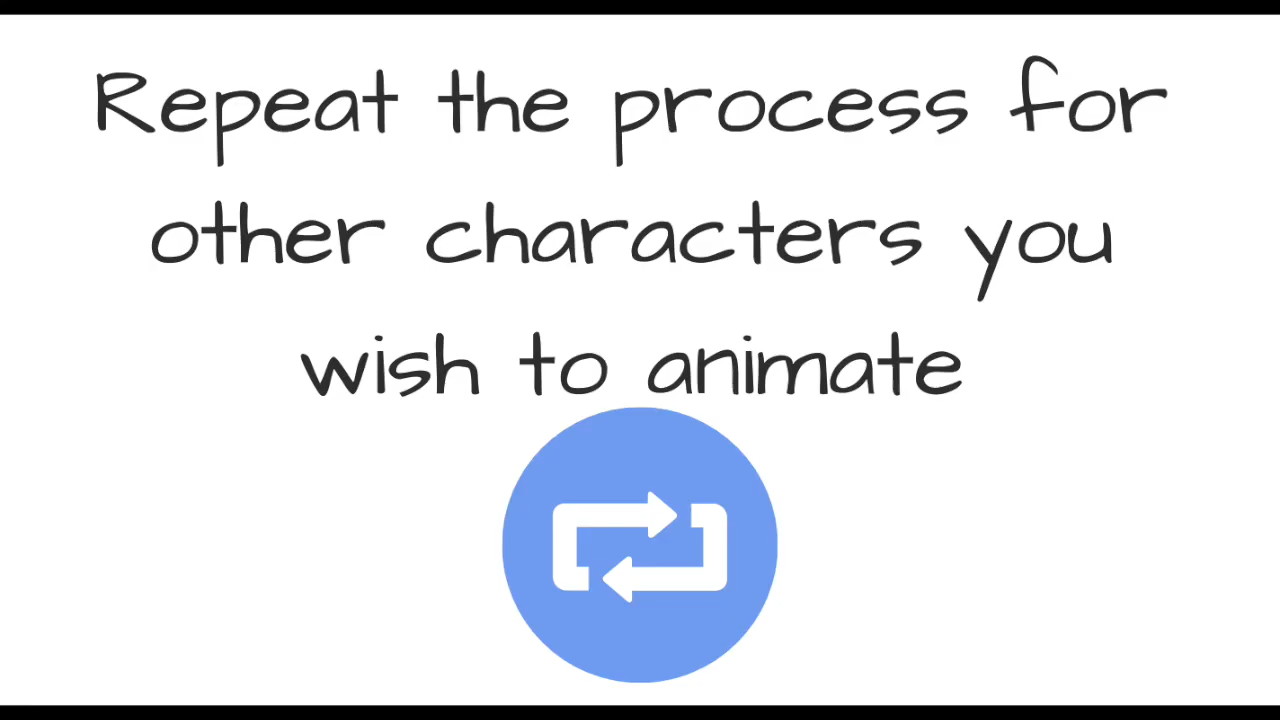 Repeat the process for
other characters you
wish to animate